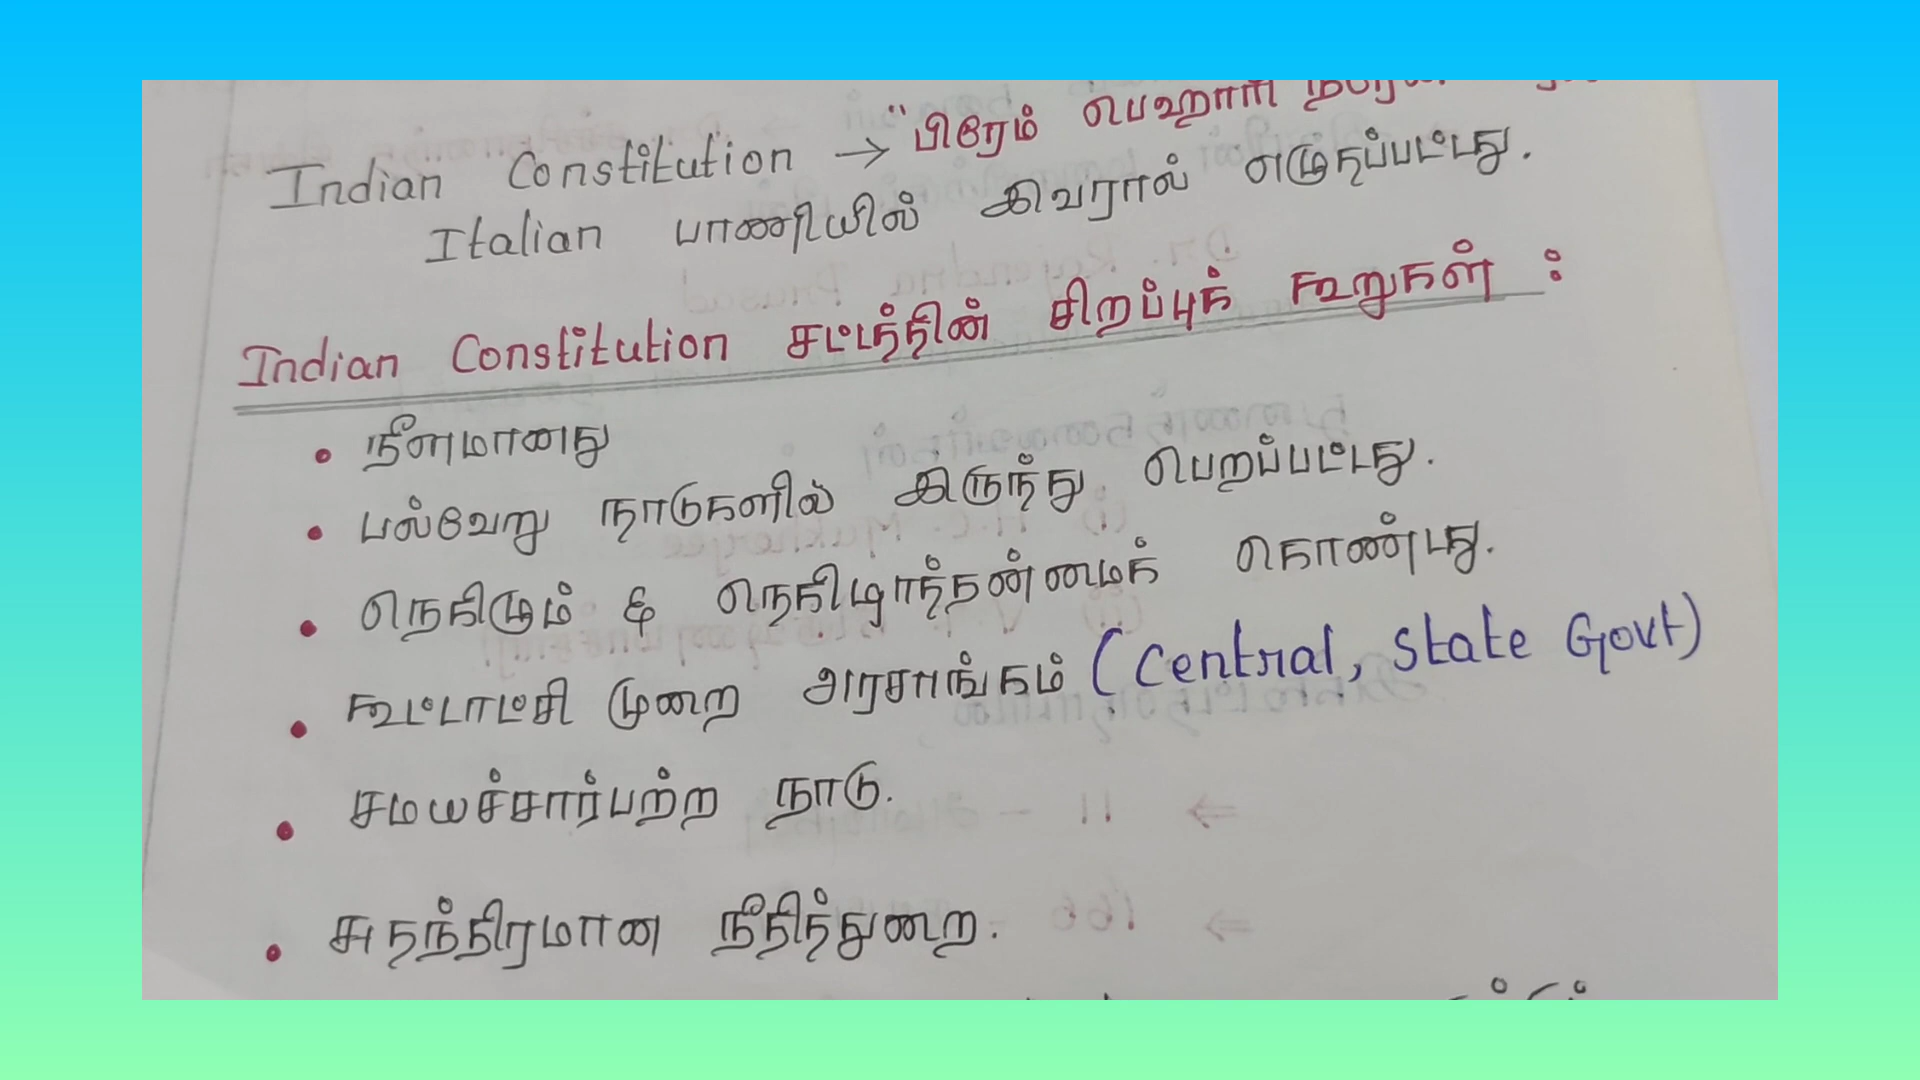 Indian Constitution → "பிரேம் பெஹாரி
Italian பாணியில் இவரால் எழுதப்பட்டது.
Indian Constitution சட்டத்தின் சிறப்புக் கூறுகள் :
• நீளமானது
• பல்வேறு நாடுகளில் இருந்து பெறப்பட்டது.
• நெகிழும் & நெகிழாத்தன்மைக் கொண்டது.
• கூட்டாட்சி முறை அரசாங்கம் (Central, State Govt)
• சமயச்சார்பற்ற நாடு.
• சுதந்திரமான நீதித்துறை.